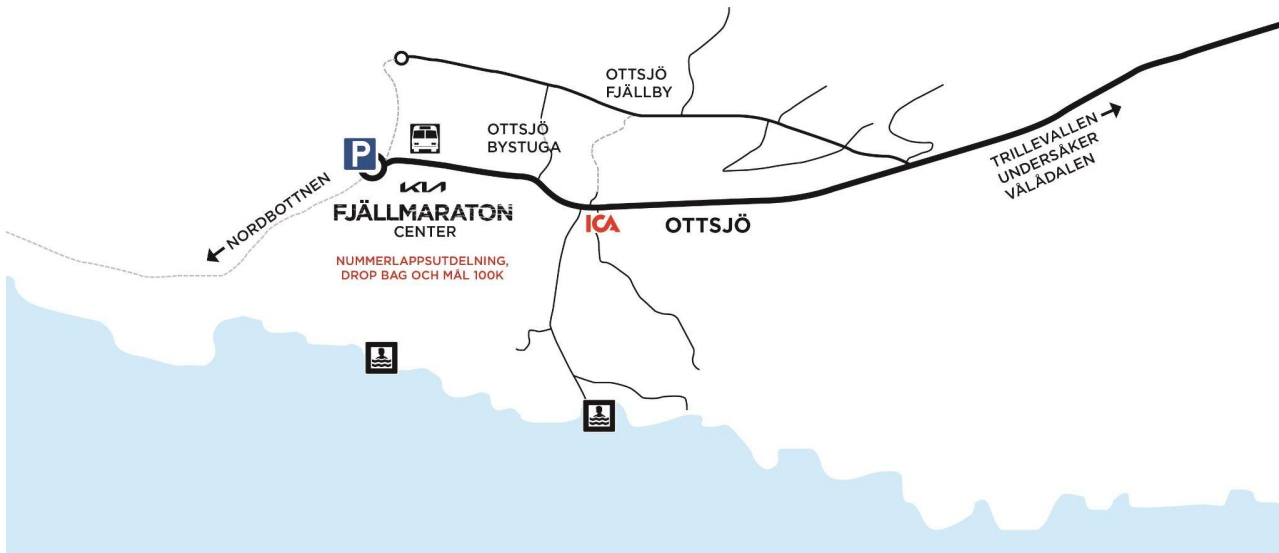 OTTSJÖ
FJÄLLBY
OTTSJÖ
BYSTUGA
P
TRILLEVALLEN
UNDERSÅKER
VÅLÅDALEN
NORDBOTTNEN
KIA
FJÄLLMARATON
CENTER
ICA
OTTSJÖ
NUMMERLAPPSUTDELNING,
DROP BAG OCH MÅL 100K